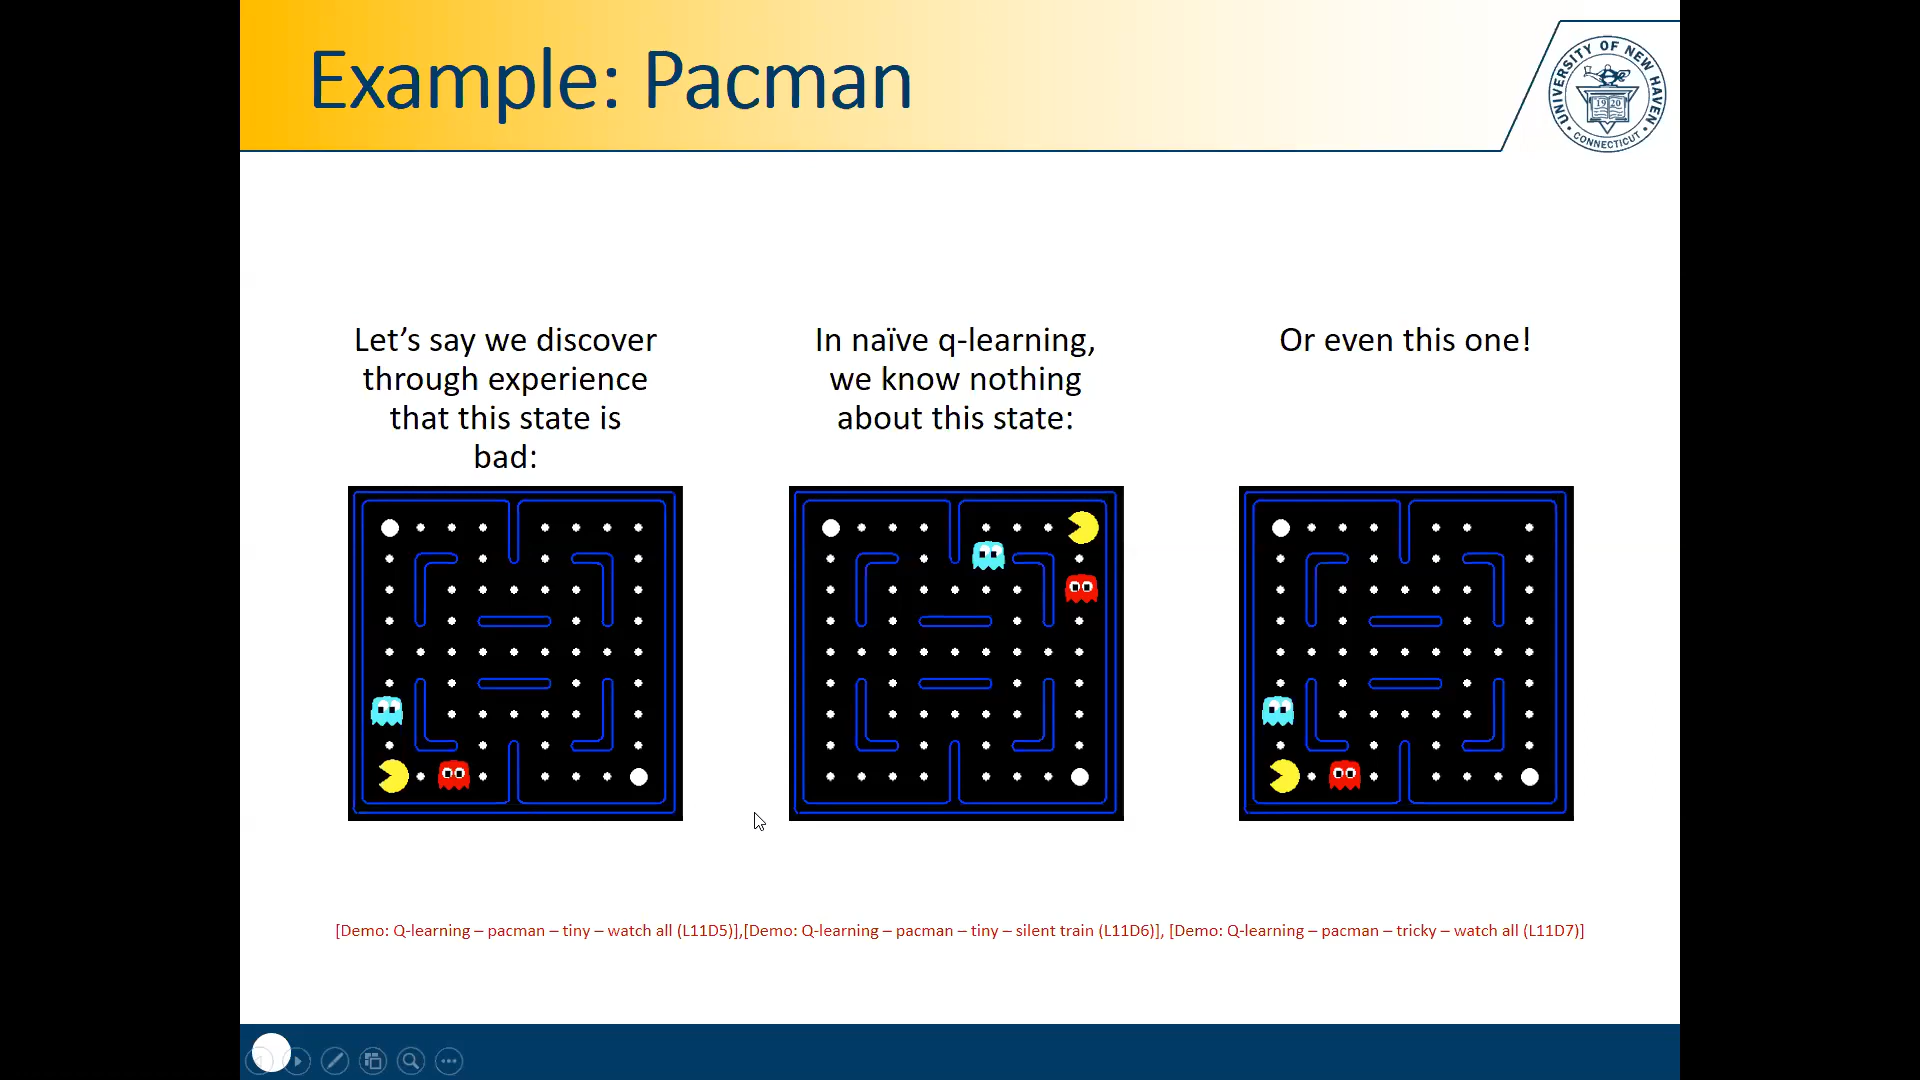 Example: Pacman
UNIVERSITY OF NEW HAVEN
1920
CONNECTICUT
Let's say we discover
through experience
that this state is
bad:
In naïve q-learning,
we know nothing
about this state:
Or even this one!
[Demo: Q-learning – pacman – tiny – watch all (L11D5)],[Demo: Q-learning – pacman – tiny – silent train (L11D6)], [Demo: Q-learning – pacman – tricky – watch all (L11D7)]